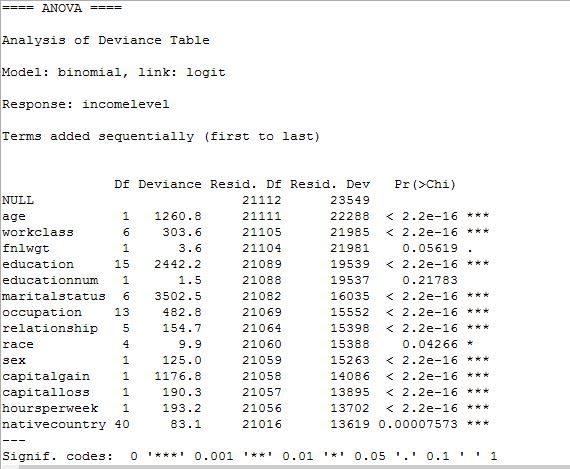 ==== ANOVA ====
Analysis of Deviance Table
Model: binomial, link: logit
Response: incomelevel
Terms added sequentially (first to last)
Df Deviance Resid. Df Resid. Dev Pr(>Chi)
NULL 21112 23549
age 1 1260.8 21111 22288 < 2.2e-16 ***
workclass 6 303.6 21105 21985 < 2.2e-16 ***
fnlwgt 1 3.6 21104 21981 0.05619 .
education 15 2442.2 21089 19539 < 2.2e-16 ***
educationnum 1 1.5 21088 19537 0.21783
maritalstatus 6 3502.5 21082 16035 < 2.2e-16 ***
occupation 13 482.8 21069 15552 < 2.2e-16 ***
relationship 5 154.7 21064 15398 < 2.2e-16 ***
race 4 9.9 21060 15388 0.04266 *
sex 1 125.0 21059 15263 < 2.2e-16 ***
capitalgain 1 1176.8 21058 14086 < 2.2e-16 ***
capitalloss 1 190.3 21057 13895 < 2.2e-16 ***
hoursperweek 1 193.2 21056 13702 < 2.2e-16 ***
nativecountry 40 83.1 21016 13619 0.00007573 ***
---
Signif. codes: 0 '***' 0.001 '**' 0.01 '*' 0.05 '.' 0.1 ' ' 1